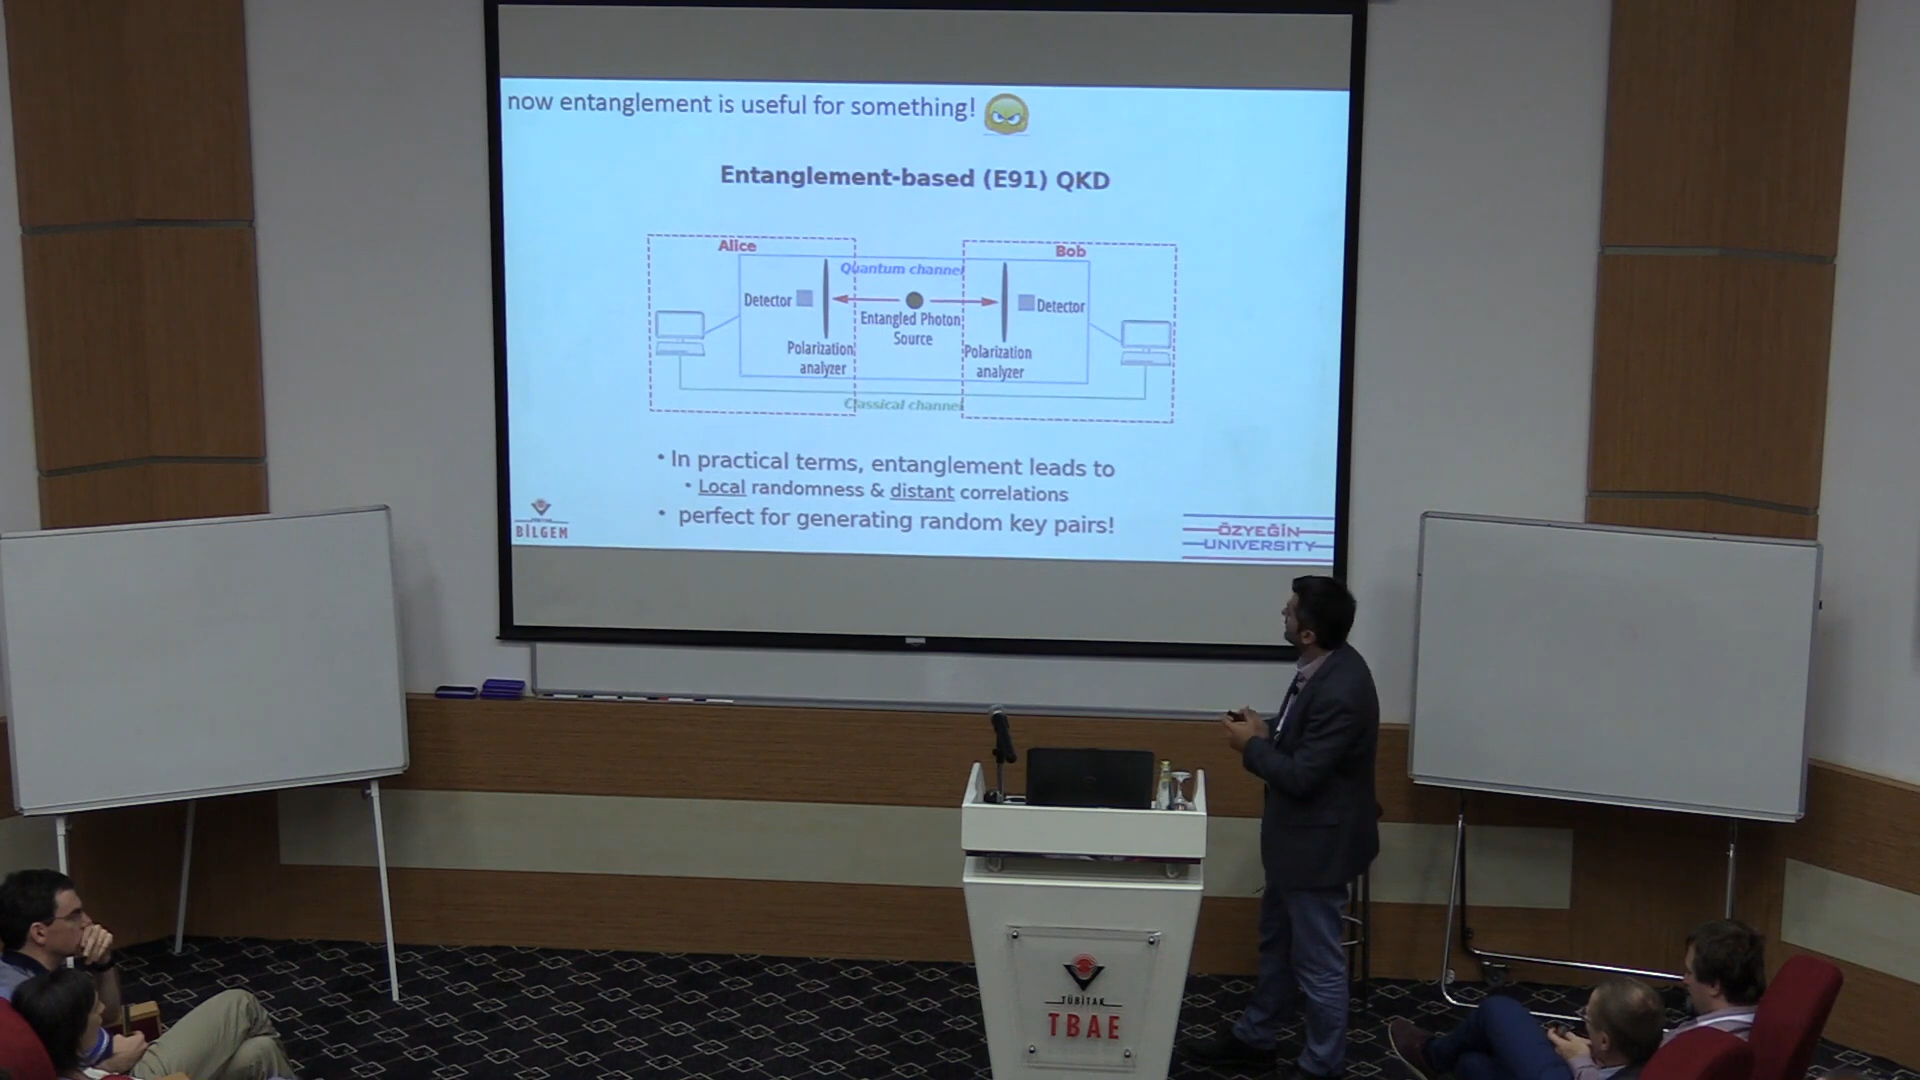 now entanglement is useful for something!
Entanglement-based (E91) QKD
Alice
Bob
Quantum channel
Detector
Detector
Entangled Photon
Source
Polarization
analyzer
Polarization
analyzer
Classical channel
• In practical terms, entanglement leads to
• Local randomness & distant correlations
• perfect for generating random key pairs!
BİLGEM
ÖZYEĞİN
UNIVERSITY
TÜBİTAK
TBAE